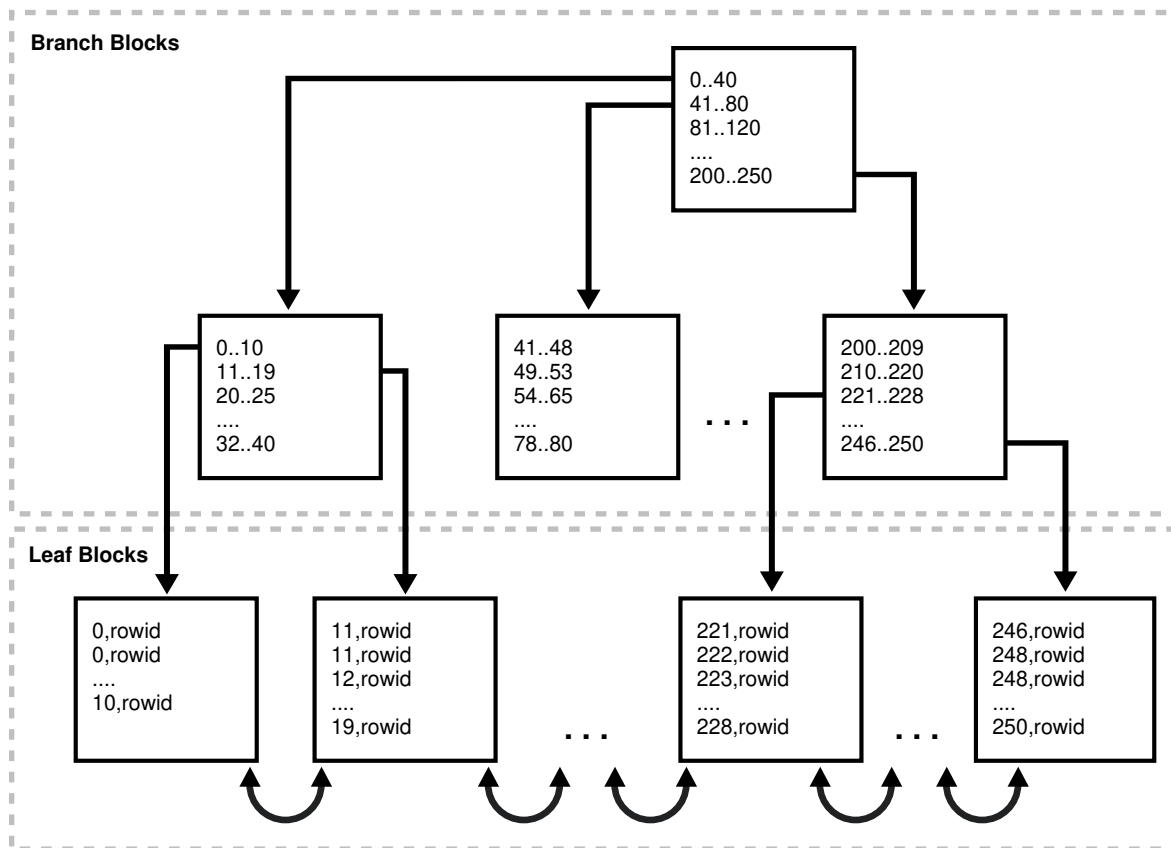 Branch Blocks
0..40
41..80
81..120
....
200..250
0..10
11..19
20..25
....
32..40
41..48
49..53
54..65
....
78..80
. . .
200..209
210..220
221..228
....
246..250
Leaf Blocks
0,rowid
0,rowid
....
10,rowid
11,rowid
11,rowid
12,rowid
....
19,rowid
. . .
221,rowid
222,rowid
223,rowid
....
228,rowid
. . .
246,rowid
248,rowid
248,rowid
....
250,rowid